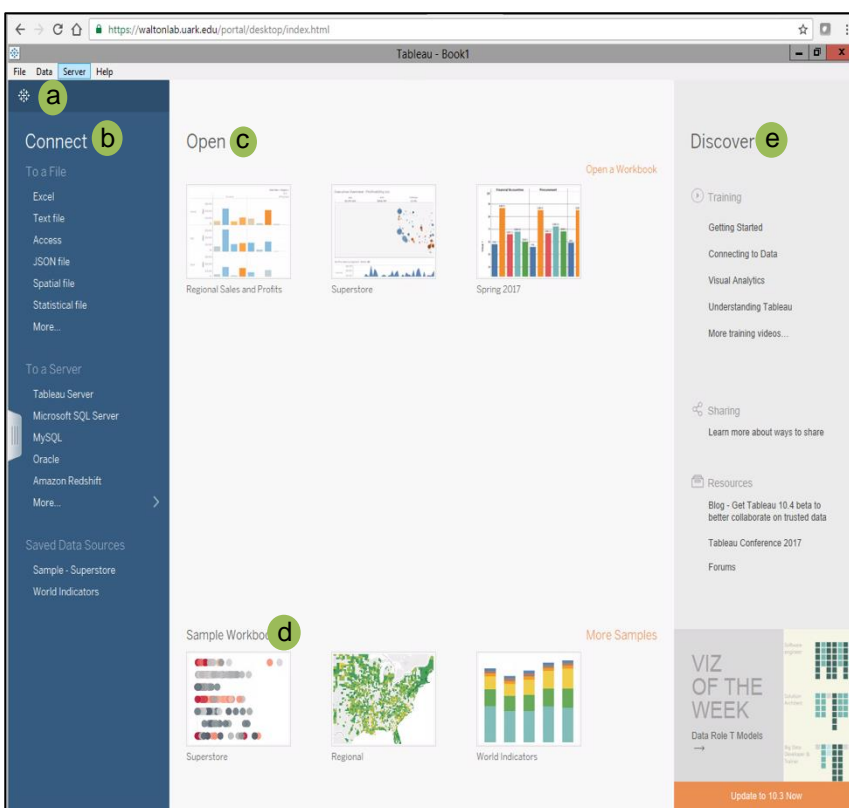 https://waltonlab.uark.edu/portal/desktop/index.html
Tableau - Book1
File Data Server Help
a
Connect b
To a File
Excel
Text file
Access
JSON file
Spatial file
Statistical file
More...
To a Server
Tableau Server
Microsoft SQL Server
MySQL
Oracle
Amazon Redshift
More...
Saved Data Sources
Sample - Superstore
World Indicators
Open c
Open a Workbook
Regional Sales and Profits
Superstore
Spring 2017
Sample Workboo d
More Samples
Superstore
Regional
World Indicators
Discover e
Training
Getting Started
Connecting to Data
Visual Analytics
Understanding Tableau
More training videos...
Sharing
Learn more about ways to share
Resources
Blog - Get Tableau 10.4 beta to
better collaborate on trusted data
Tableau Conference 2017
Forums
VIZ
OF THE
WEEK
Data Role T Models
→
Update to 10.3 Now